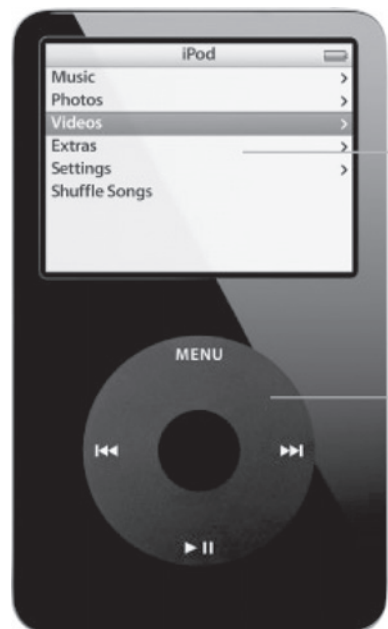 iPod
Music
Photos
Videos
Extras
Settings
Shuffle Songs
MENU